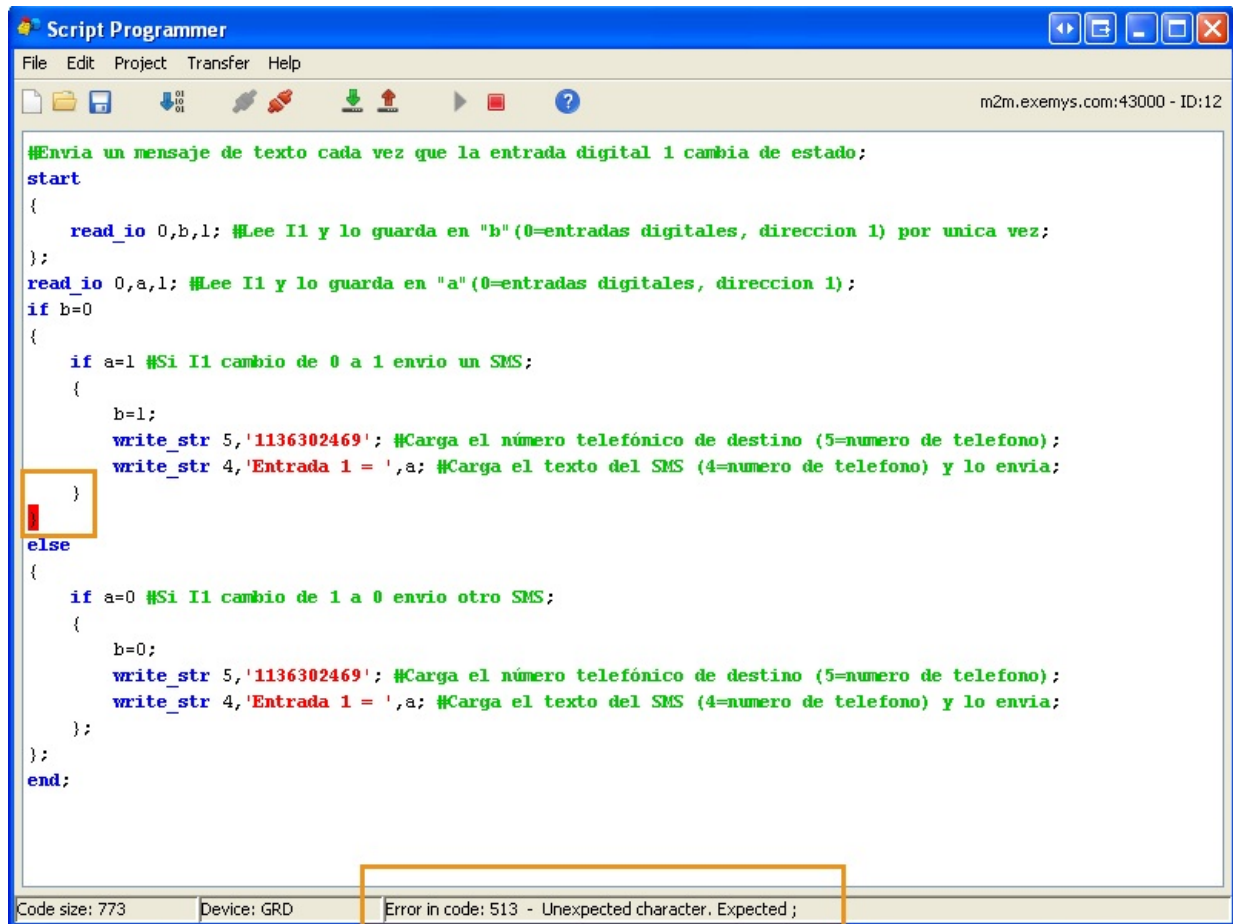 Script Programmer
File Edit Project Transfer Help
m2m.exemys.com:43000 - ID:12
#Envia un mensaje de texto cada vez que la entrada digital 1 cambia de estado;
start
{
    read_io 0,b,1; #Lee I1 y lo guarda en "b"(0=entradas digitales, direccion 1) por unica vez;
};
read_io 0,a,1; #Lee I1 y lo guarda en "a"(0=entradas digitales, direccion 1);
if b=0
{
    if a=1 #Si I1 cambio de 0 a 1 envio un SMS;
    {
        b=1;
        write_str 5,'1136302469'; #Carga el número telefónico de destino (5=numero de telefono);
        write_str 4,'Entrada 1 = ',a; #Carga el texto del SMS (4=numero de telefono) y lo envia;
    }
}
else
{
    if a=0 #Si I1 cambio de 1 a 0 envio otro SMS;
    {
        b=0;
        write_str 5,'1136302469'; #Carga el número telefónico de destino (5=numero de telefono);
        write_str 4,'Entrada 1 = ',a; #Carga el texto del SMS (4=numero de telefono) y lo envia;
    };
};
end;
Code size: 773 Device: GRD Error in code: 513 - Unexpected character. Expected ;